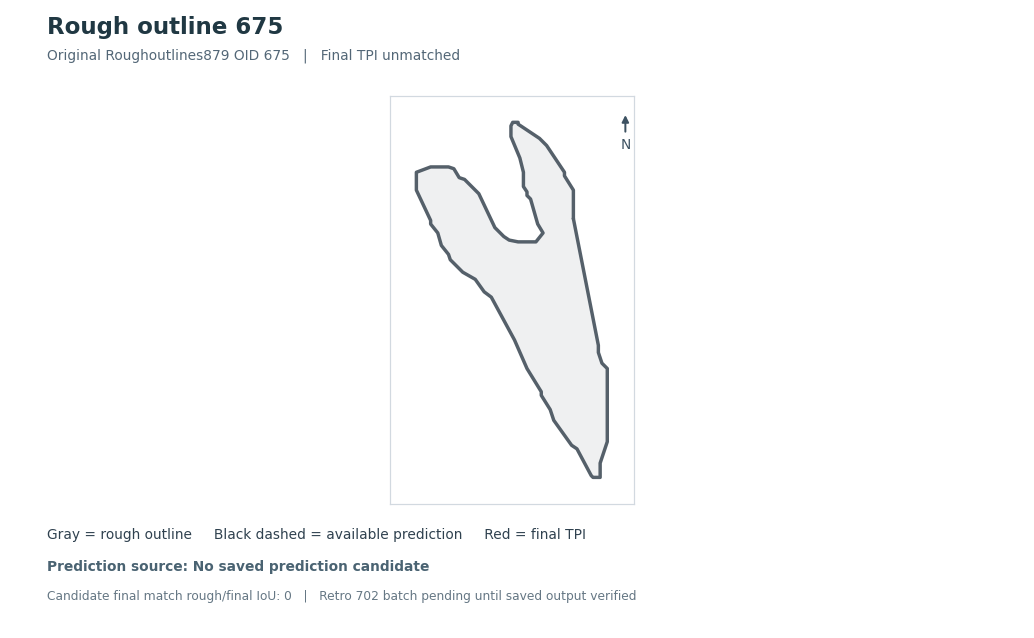 Rough outline 675
Original Roughoutlines879 OID 675   |   Final TPI unmatched
N
Gray = rough outline     Black dashed = available prediction     Red = final TPI
Prediction source: No saved prediction candidate
Candidate final match rough/final IoU: 0   |   Retro 702 batch pending until saved output verified